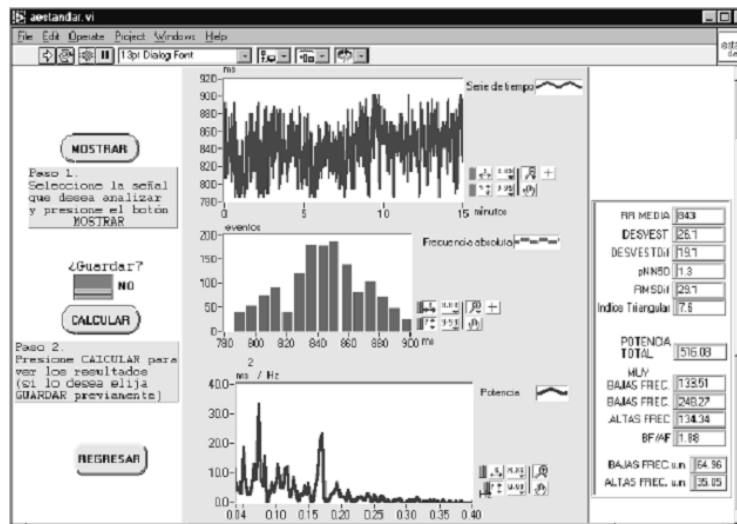 aestandar.vi
File Edit Operate Project Windows Help
13pt Dialog Font
MOSTRAR
Paso 1.
Seleccione la señal
que desea analizar
y presione el botón
MOSTRAR
¿Guardar?
NO
CALCULAR
Paso 2.
Presione CALCULAR para
ver los resultados
(si lo desea elija
GUARDAR previamente)
REGRESAR
ms
Serie de tiempo
920-
900-
880-
860-
840-
820-
800-
780-
0 5 10 15 minutos
eventos
Frecuencia absoluta
200-
150-
100-
50-
0-
780 800 820 840 860 880 900 ms
2
ms / Hz
Potencia
40.0-
30.0-
20.0-
10.0-
0.0-
0.04 0.10 0.15 0.20 0.25 0.30 0.35 0.40
Hz
RR MEDIA 843
DESVEST 26.1
DESVESTDif 19.1
pNN50 1.3
RMSDif 29.1
Indice Triangular 7.6
POTENCIA
TOTAL 516.08
MUY
BAJAS FREC. 133.51
BAJAS FREC. 248.27
ALTAS FREC 134.34
BF/AF 1.88
BAJAS FREC. u.n 64.96
ALTAS FREC. u.n 35.05